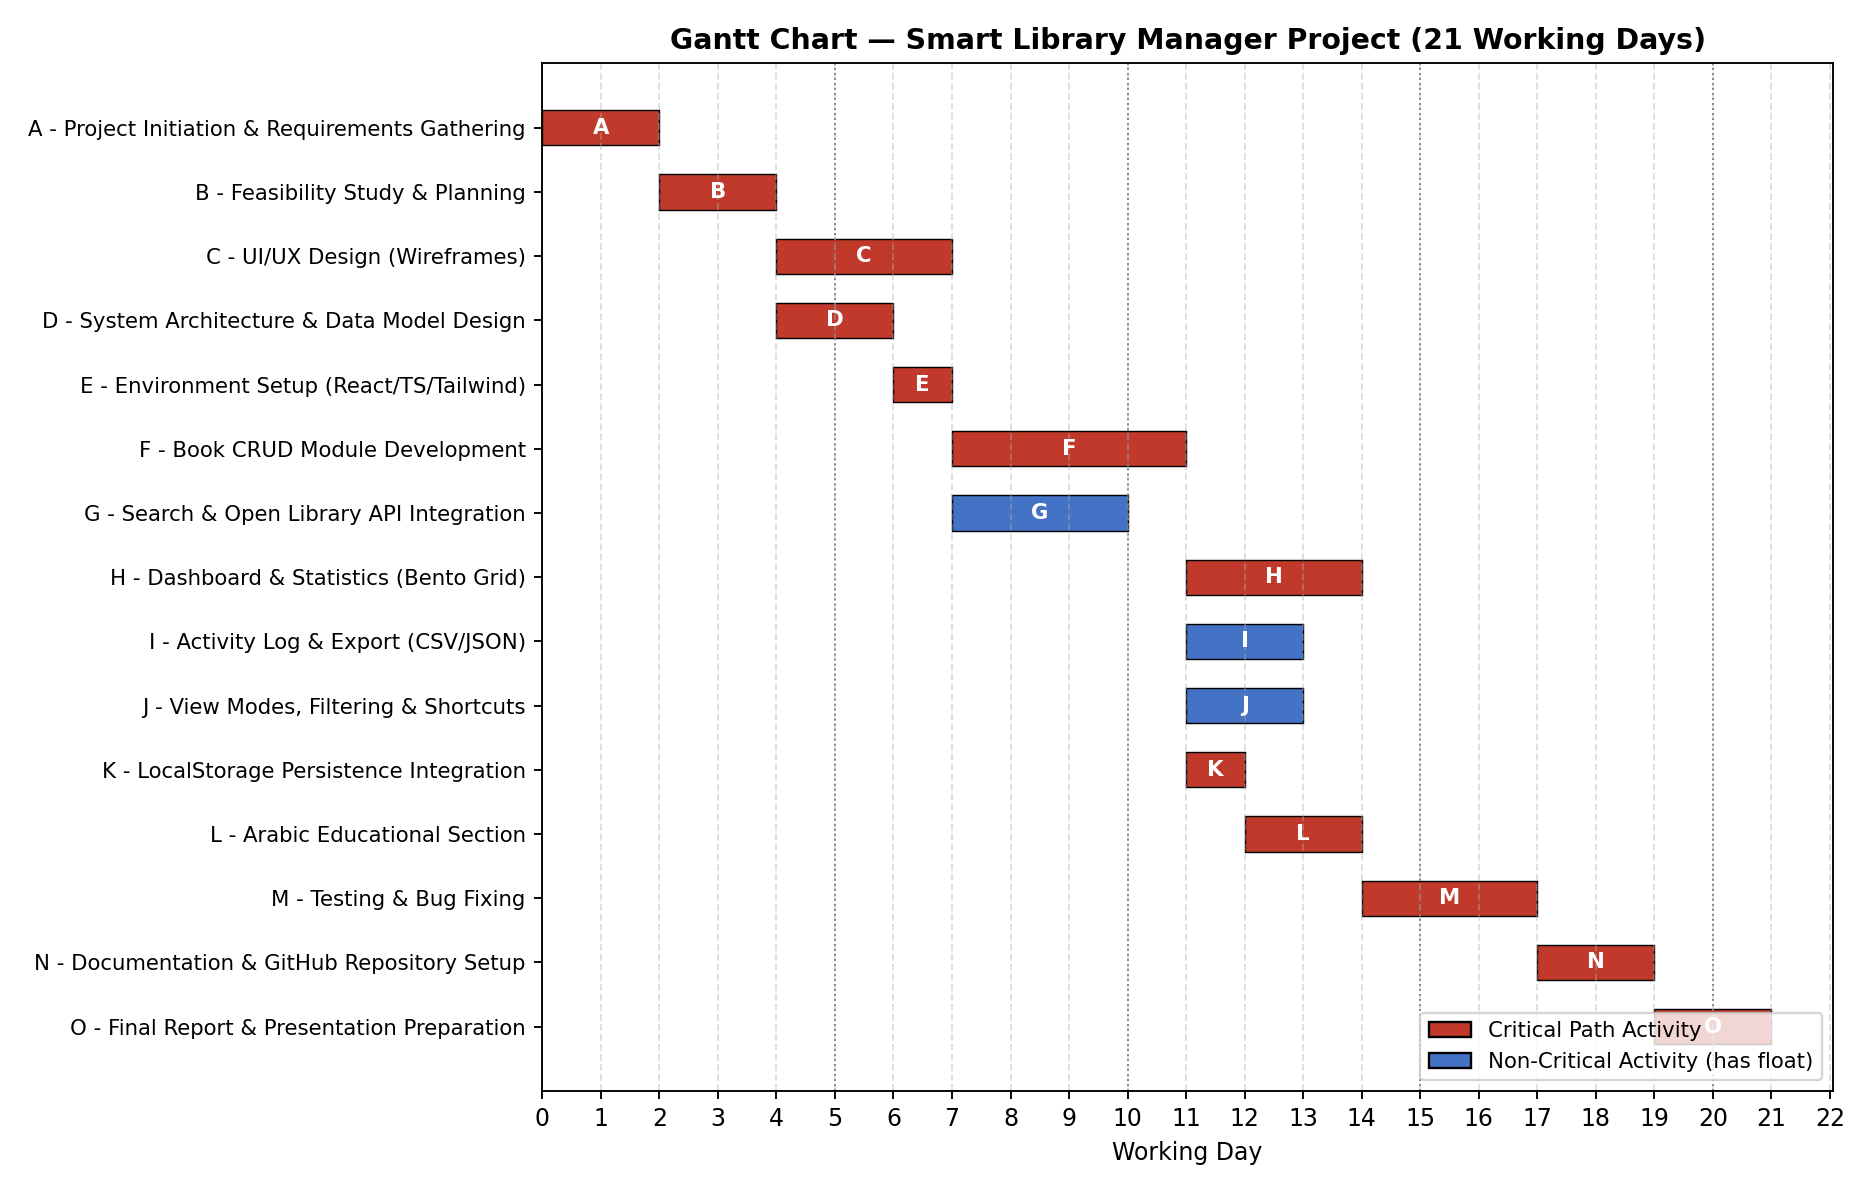 Gantt Chart — Smart Library Manager Project (21 Working Days)
A - Project Initiation & Requirements Gathering
A
B - Feasibility Study & Planning
B
C - UI/UX Design (Wireframes)
C
D - System Architecture & Data Model Design
D
E - Environment Setup (React/TS/Tailwind)
E
F - Book CRUD Module Development
F
G - Search & Open Library API Integration
G
H - Dashboard & Statistics (Bento Grid)
H
I - Activity Log & Export (CSV/JSON)
I
J - View Modes, Filtering & Shortcuts
J
K - LocalStorage Persistence Integration
K
L - Arabic Educational Section
L
M - Testing & Bug Fixing
M
N - Documentation & GitHub Repository Setup
N
O - Final Report & Presentation Preparation
O
Critical Path Activity
Non-Critical Activity (has float)
0 1 2 3 4 5 6 7 8 9 10 11 12 13 14 15 16 17 18 19 20 21 22
Working Day